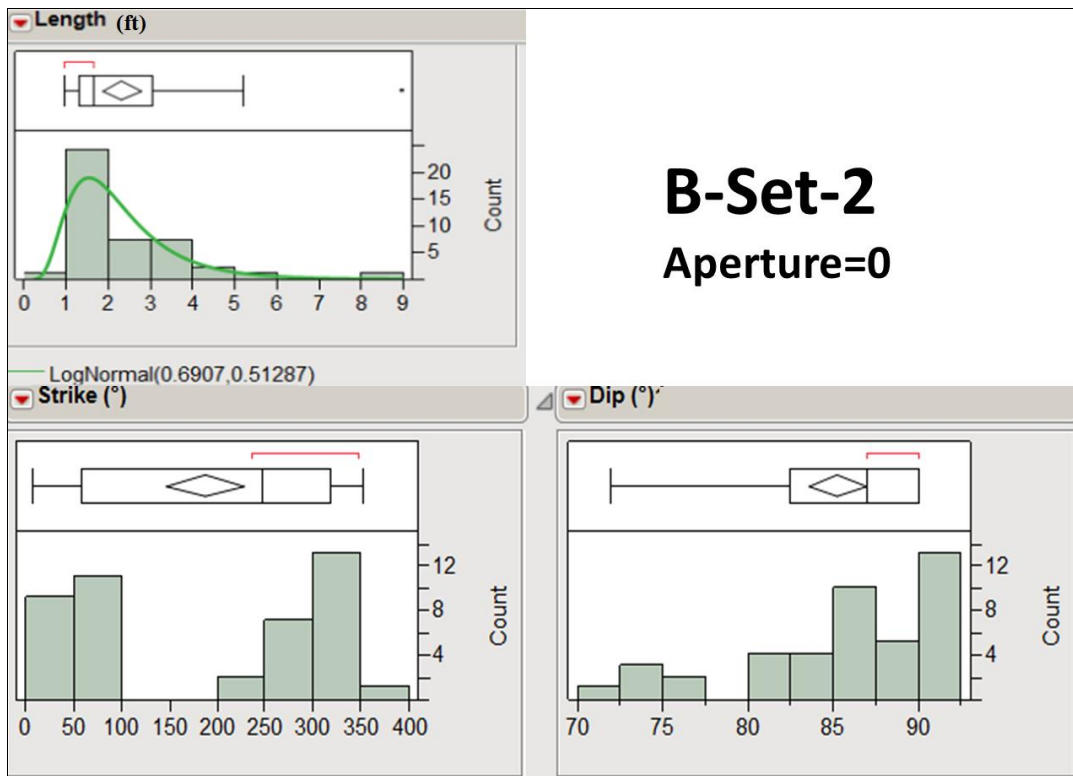 Length (ft)
20
15
10
5
Count
0 1 2 3 4 5 6 7 8 9
LogNormal(0.6907,0.51287)
B-Set-2
Aperture=0
Strike (°)
12
8
4
Count
0 50 100 150 200 250 300 350 400
Dip (°)
12
8
4
Count
70 75 80 85 90